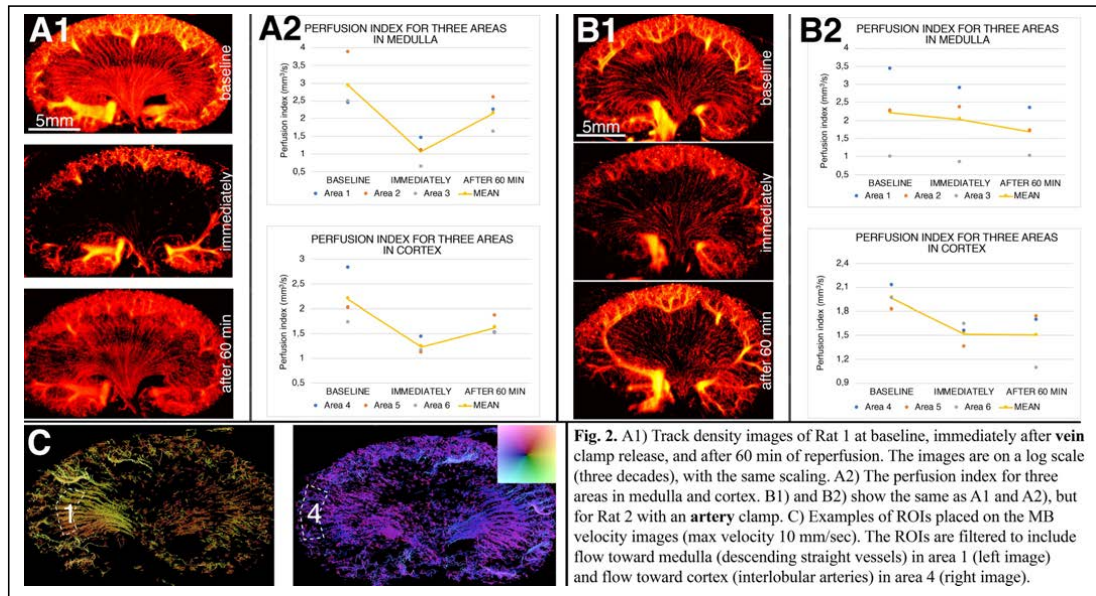 A1
baseline
5mm
immediately
after 60 min
A2
PERFUSION INDEX FOR THREE AREAS
IN MEDULLA
Perfusion index (mm³/s)
4
3,5
3
2,5
2
1,5
1
0,5
BASELINE IMMEDIATELY AFTER 60 MIN
Area 1 Area 2 Area 3 MEAN
PERFUSION INDEX FOR THREE AREAS
IN CORTEX
Perfusion index (mm³/s)
3
2,5
2
1,5
1
0,5
BASELINE IMMEDIATELY AFTER 60 MIN
Area 4 Area 5 Area 6 MEAN
B1
baseline
5mm
immediately
after 60 min
B2
PERFUSION INDEX FOR THREE AREAS
IN MEDULLA
Perfusion index (mm³/s)
4
3,5
3
2,5
2
1,5
1
0,5
BASELINE IMMEDIATELY AFTER 60 MIN
Area 1 Area 2 Area 3 MEAN
PERFUSION INDEX FOR THREE AREAS
IN CORTEX
Perfusion index (mm³/s)
2,4
2,1
1,8
1,5
1,2
0,9
BASELINE IMMEDIATELY AFTER 60 MIN
Area 4 Area 5 Area 6 MEAN
C
1
4
Fig. 2. A1) Track density images of Rat 1 at baseline, immediately after vein
clamp release, and after 60 min of reperfusion. The images are on a log scale
(three decades), with the same scaling. A2) The perfusion index for three
areas in medulla and cortex. B1) and B2) show the same as A1 and A2), but
for Rat 2 with an artery clamp. C) Examples of ROIs placed on the MB
velocity images (max velocity 10 mm/sec). The ROIs are filtered to include
flow toward medulla (descending straight vessels) in area 1 (left image)
and flow toward cortex (interlobular arteries) in area 4 (right image).